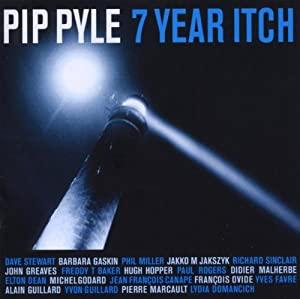 PIP PYLE 7 YEAR ITCH
DAVE STEWART BARBARA GASKIN PHIL MILLER JAKKO M JAKSZYK RICHARD SINCLAIR
JOHN GREAVES FREDDY T BAKER HUGH HOPPER PAUL ROGERS DIDIER MALHERBE
ELTON DEAN MICHEL GODARD JEAN FRANÇOIS CANAPE FRANÇOIS OVIDE YVES FAVRE
ALAIN GUILLARD YVON GUILLARD PIERRE MARCAULT LYDIA DOMANCICH